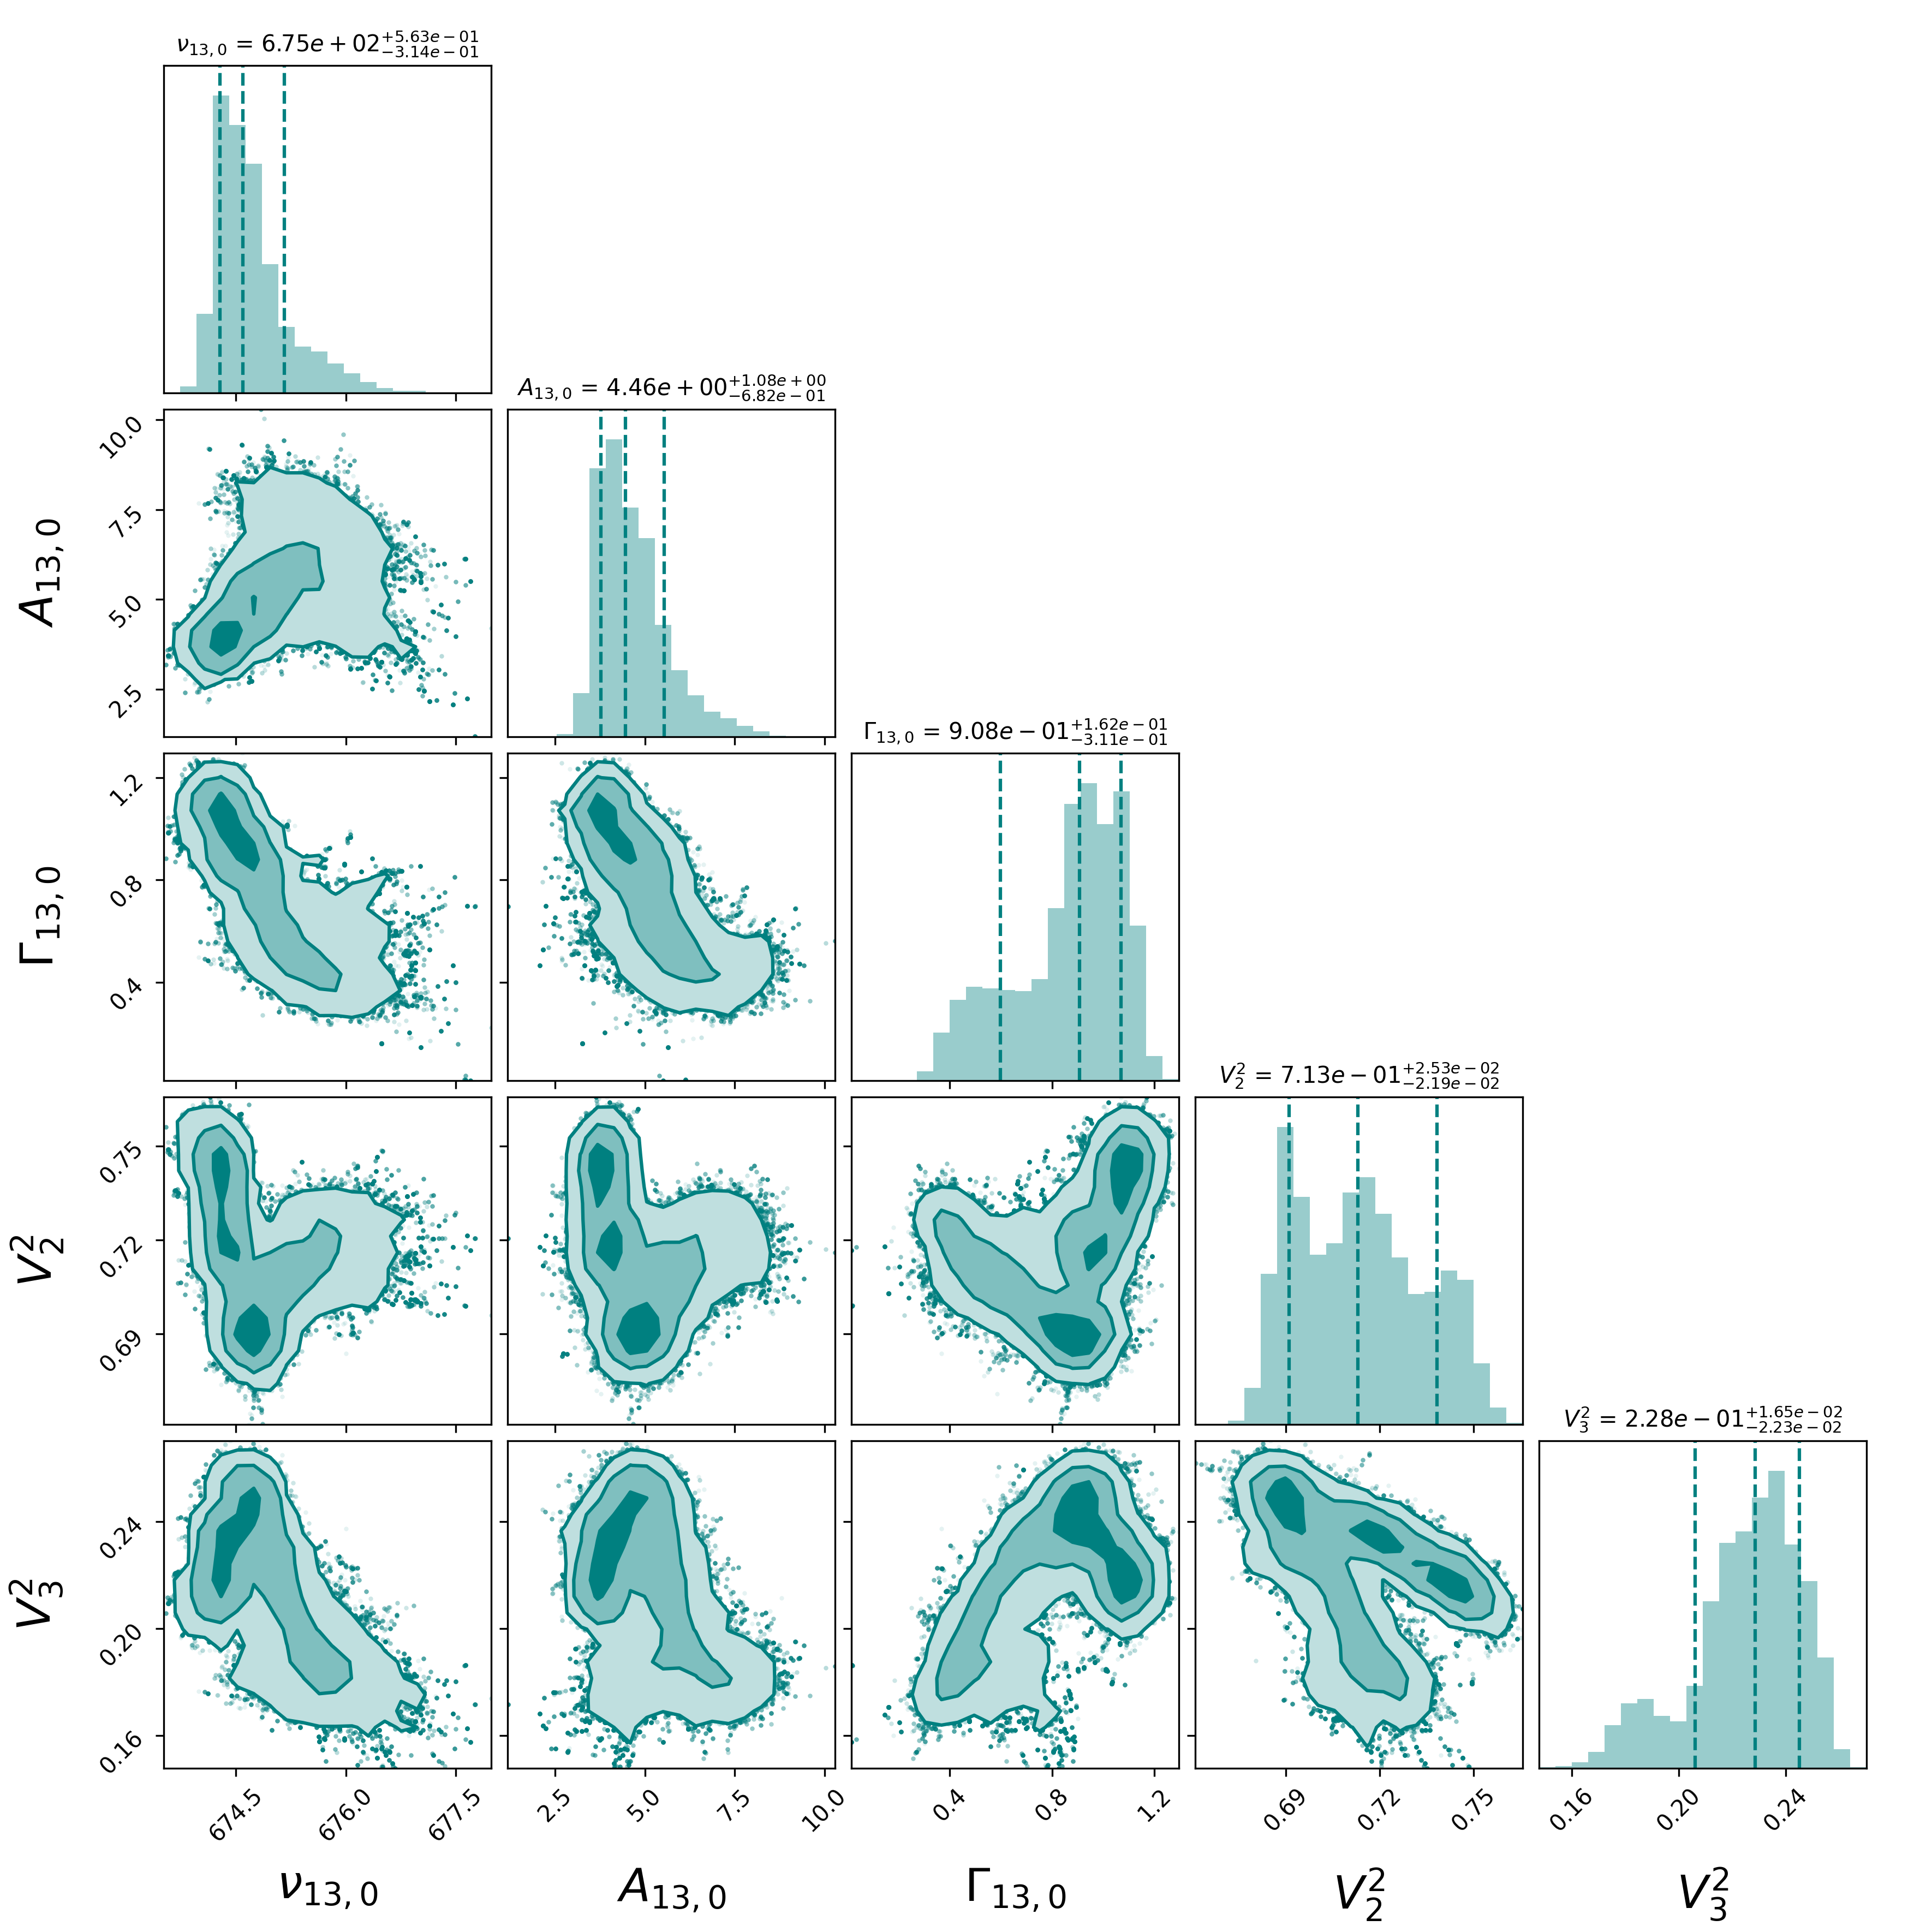 ν₁₃,₀ = 6.75e + 02 +5.63e − 01 −3.14e − 01
A₁₃,₀ = 4.46e + 00 +1.08e + 00 −6.82e − 01
10.0
7.5
5.0
2.5
A₁₃,₀
Γ₁₃,₀ = 9.08e − 01 +1.62e − 01 −3.11e − 01
1.2
0.8
0.4
Γ₁₃,₀
V₂² = 7.13e − 01 +2.53e − 02 −2.19e − 02
0.75
0.72
0.69
V₂²
V₃² = 2.28e − 01 +1.65e − 02 −2.23e − 02
0.24
0.20
0.16
V₃²
674.5 676.0 677.5 2.5 5.0 7.5 10.0 0.4 0.8 1.2 0.69 0.72 0.75 0.16 0.20 0.24
ν₁₃,₀ A₁₃,₀ Γ₁₃,₀ V₂² V₃²